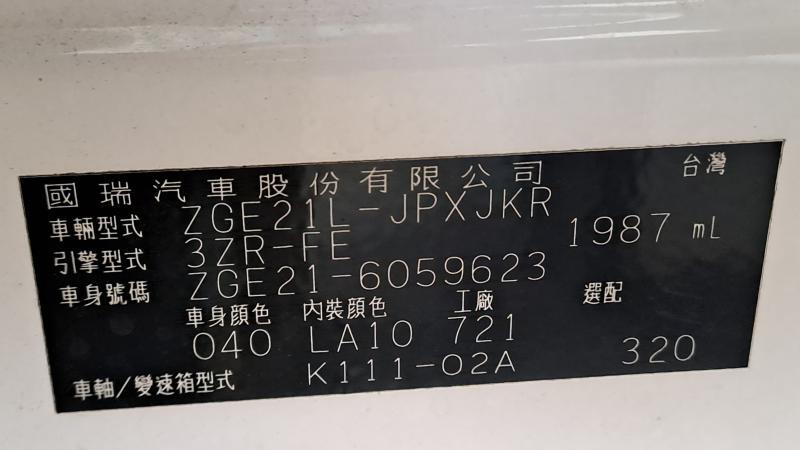 國瑞汽車股份有限公司 台灣
車輛型式 ZGE21L-JPXJKR
引擎型式 3ZR-FE 1987 mL
車身號碼 ZGE21-6059623
車身顏色 內裝顏色 工廠 選配
040 LA10 721
車軸/變速箱型式 K111-02A 320